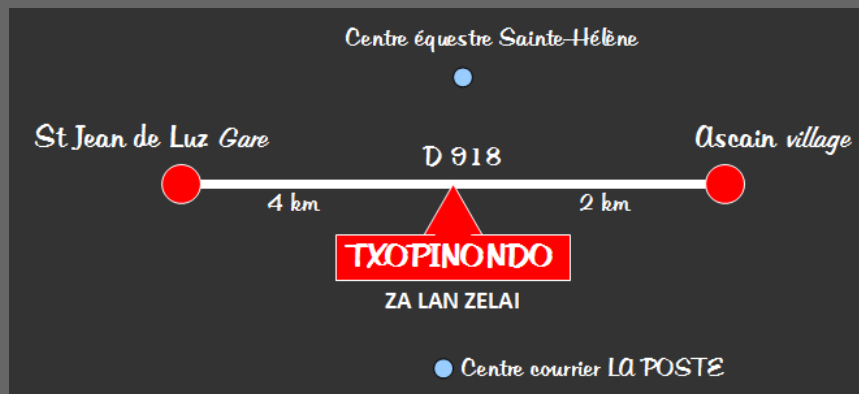 Centre équestre Sainte-Hélène
St Jean de Luz Gare
Ascain village
D 918
4 km
2 km
TXOPINONDO
ZA LAN ZELAI
Centre courrier LA POSTE